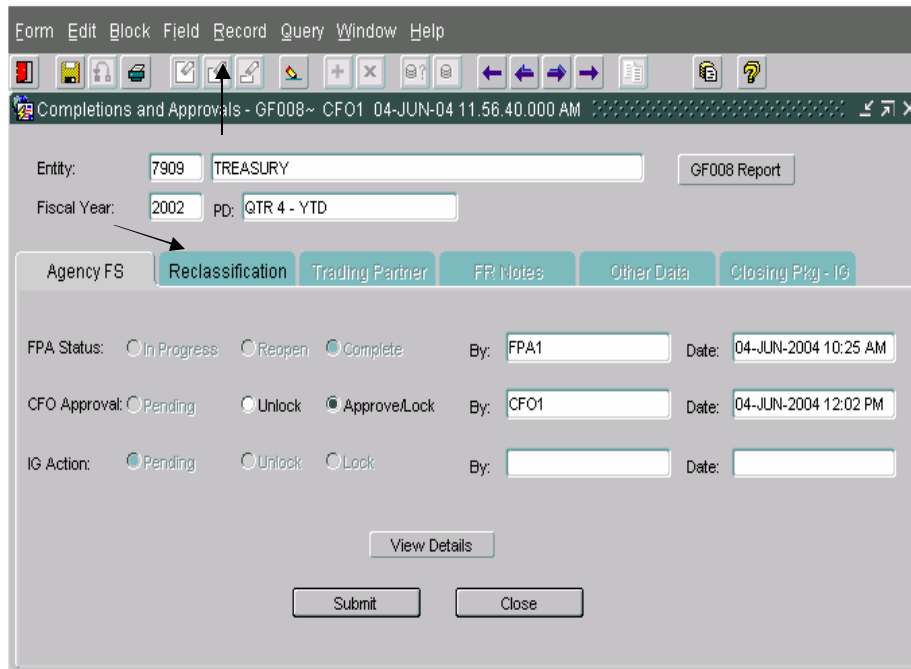 Form Edit Block Field Record Query Window Help
Completions and Approvals - GF008~ CFO1 04-JUN-04 11.56.40.000 AM
Entity: 7909 TREASURY GF008 Report
Fiscal Year: 2002 PD: QTR 4 - YTD
Agency FS Reclassification Trading Partner FR Notes Other Data Closing Pkg - IG
FPA Status: In Progress Reopen Complete By: FPA1 Date: 04-JUN-2004 10:25 AM
CFO Approval: Pending Unlock Approve/Lock By: CFO1 Date: 04-JUN-2004 12:02 PM
IG Action: Pending Unlock Lock By: Date:
View Details
Submit Close